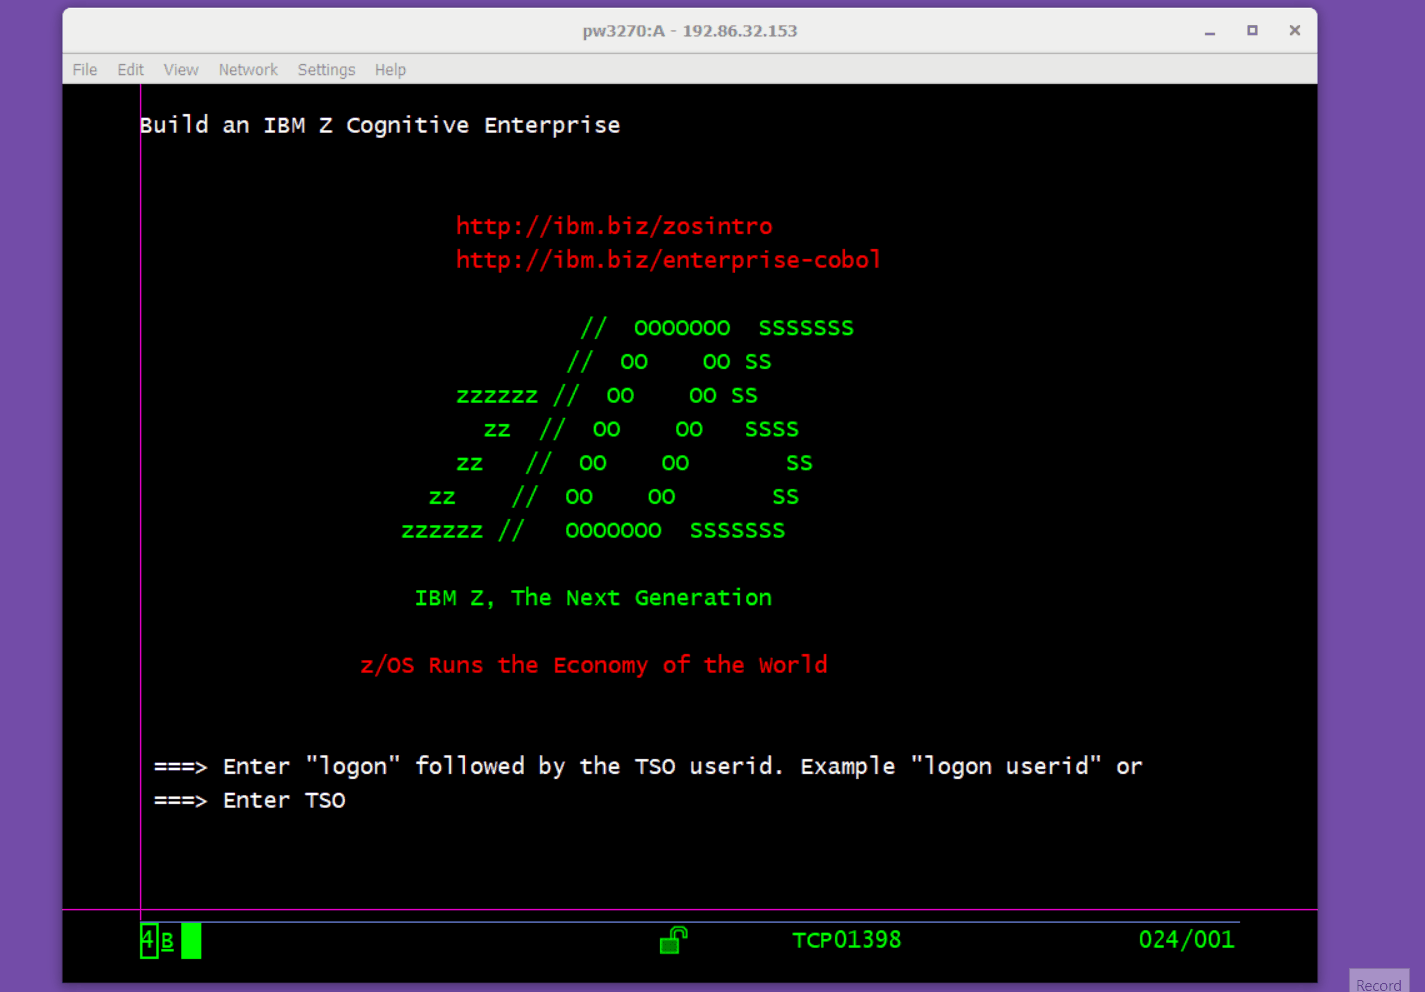 pw3270:A - 192.86.32.153
File Edit View Network Settings Help
Build an IBM Z Cognitive Enterprise
http://ibm.biz/zosintro
http://ibm.biz/enterprise-cobol
// OOOOOOO SSSSSSS
// OO OO SS
zzzzzz // OO OO SS
zz // OO OO SSSS
zz // OO OO SS
zz // OO OO SS
zzzzzz // OOOOOOO SSSSSSS
IBM Z, The Next Generation
z/OS Runs the Economy of the World
===> Enter "logon" followed by the TSO userid. Example "logon userid" or
===> Enter TSO
4 B TCP01398 024/001
Record